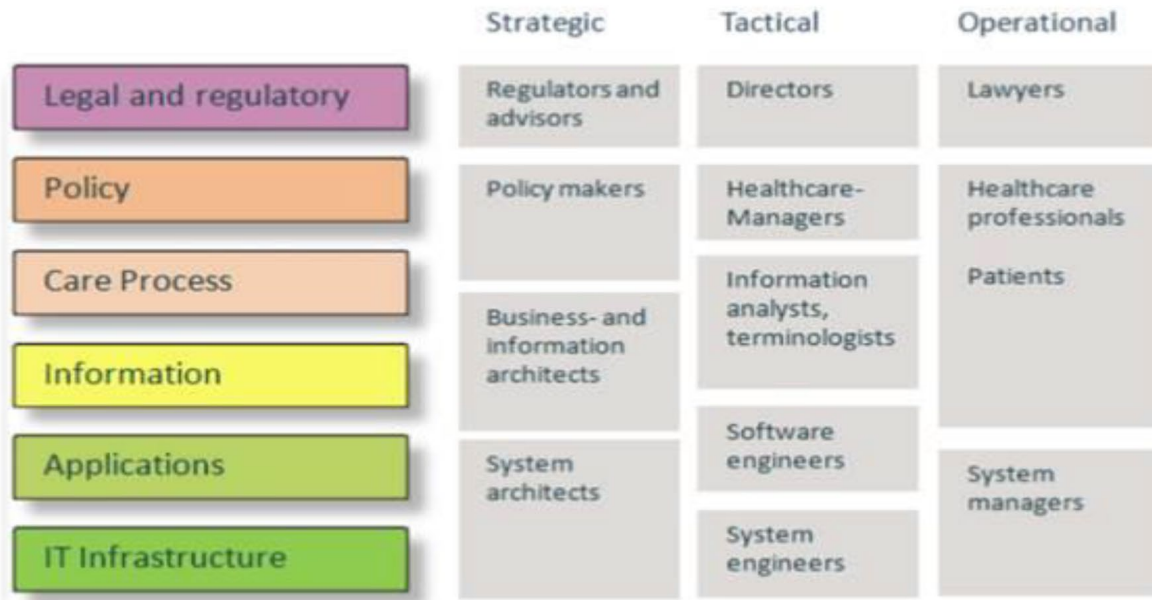 Strategic
Tactical
Operational
Legal and regulatory
Regulators and
advisors
Directors
Lawyers
Policy
Policy makers
Healthcare-
Managers
Healthcare
professionals
Patients
Care Process
Business- and
information
architects
Information
analysts,
terminologists
Information
Applications
System
architects
Software
engineers
System
managers
IT Infrastructure
System
engineers